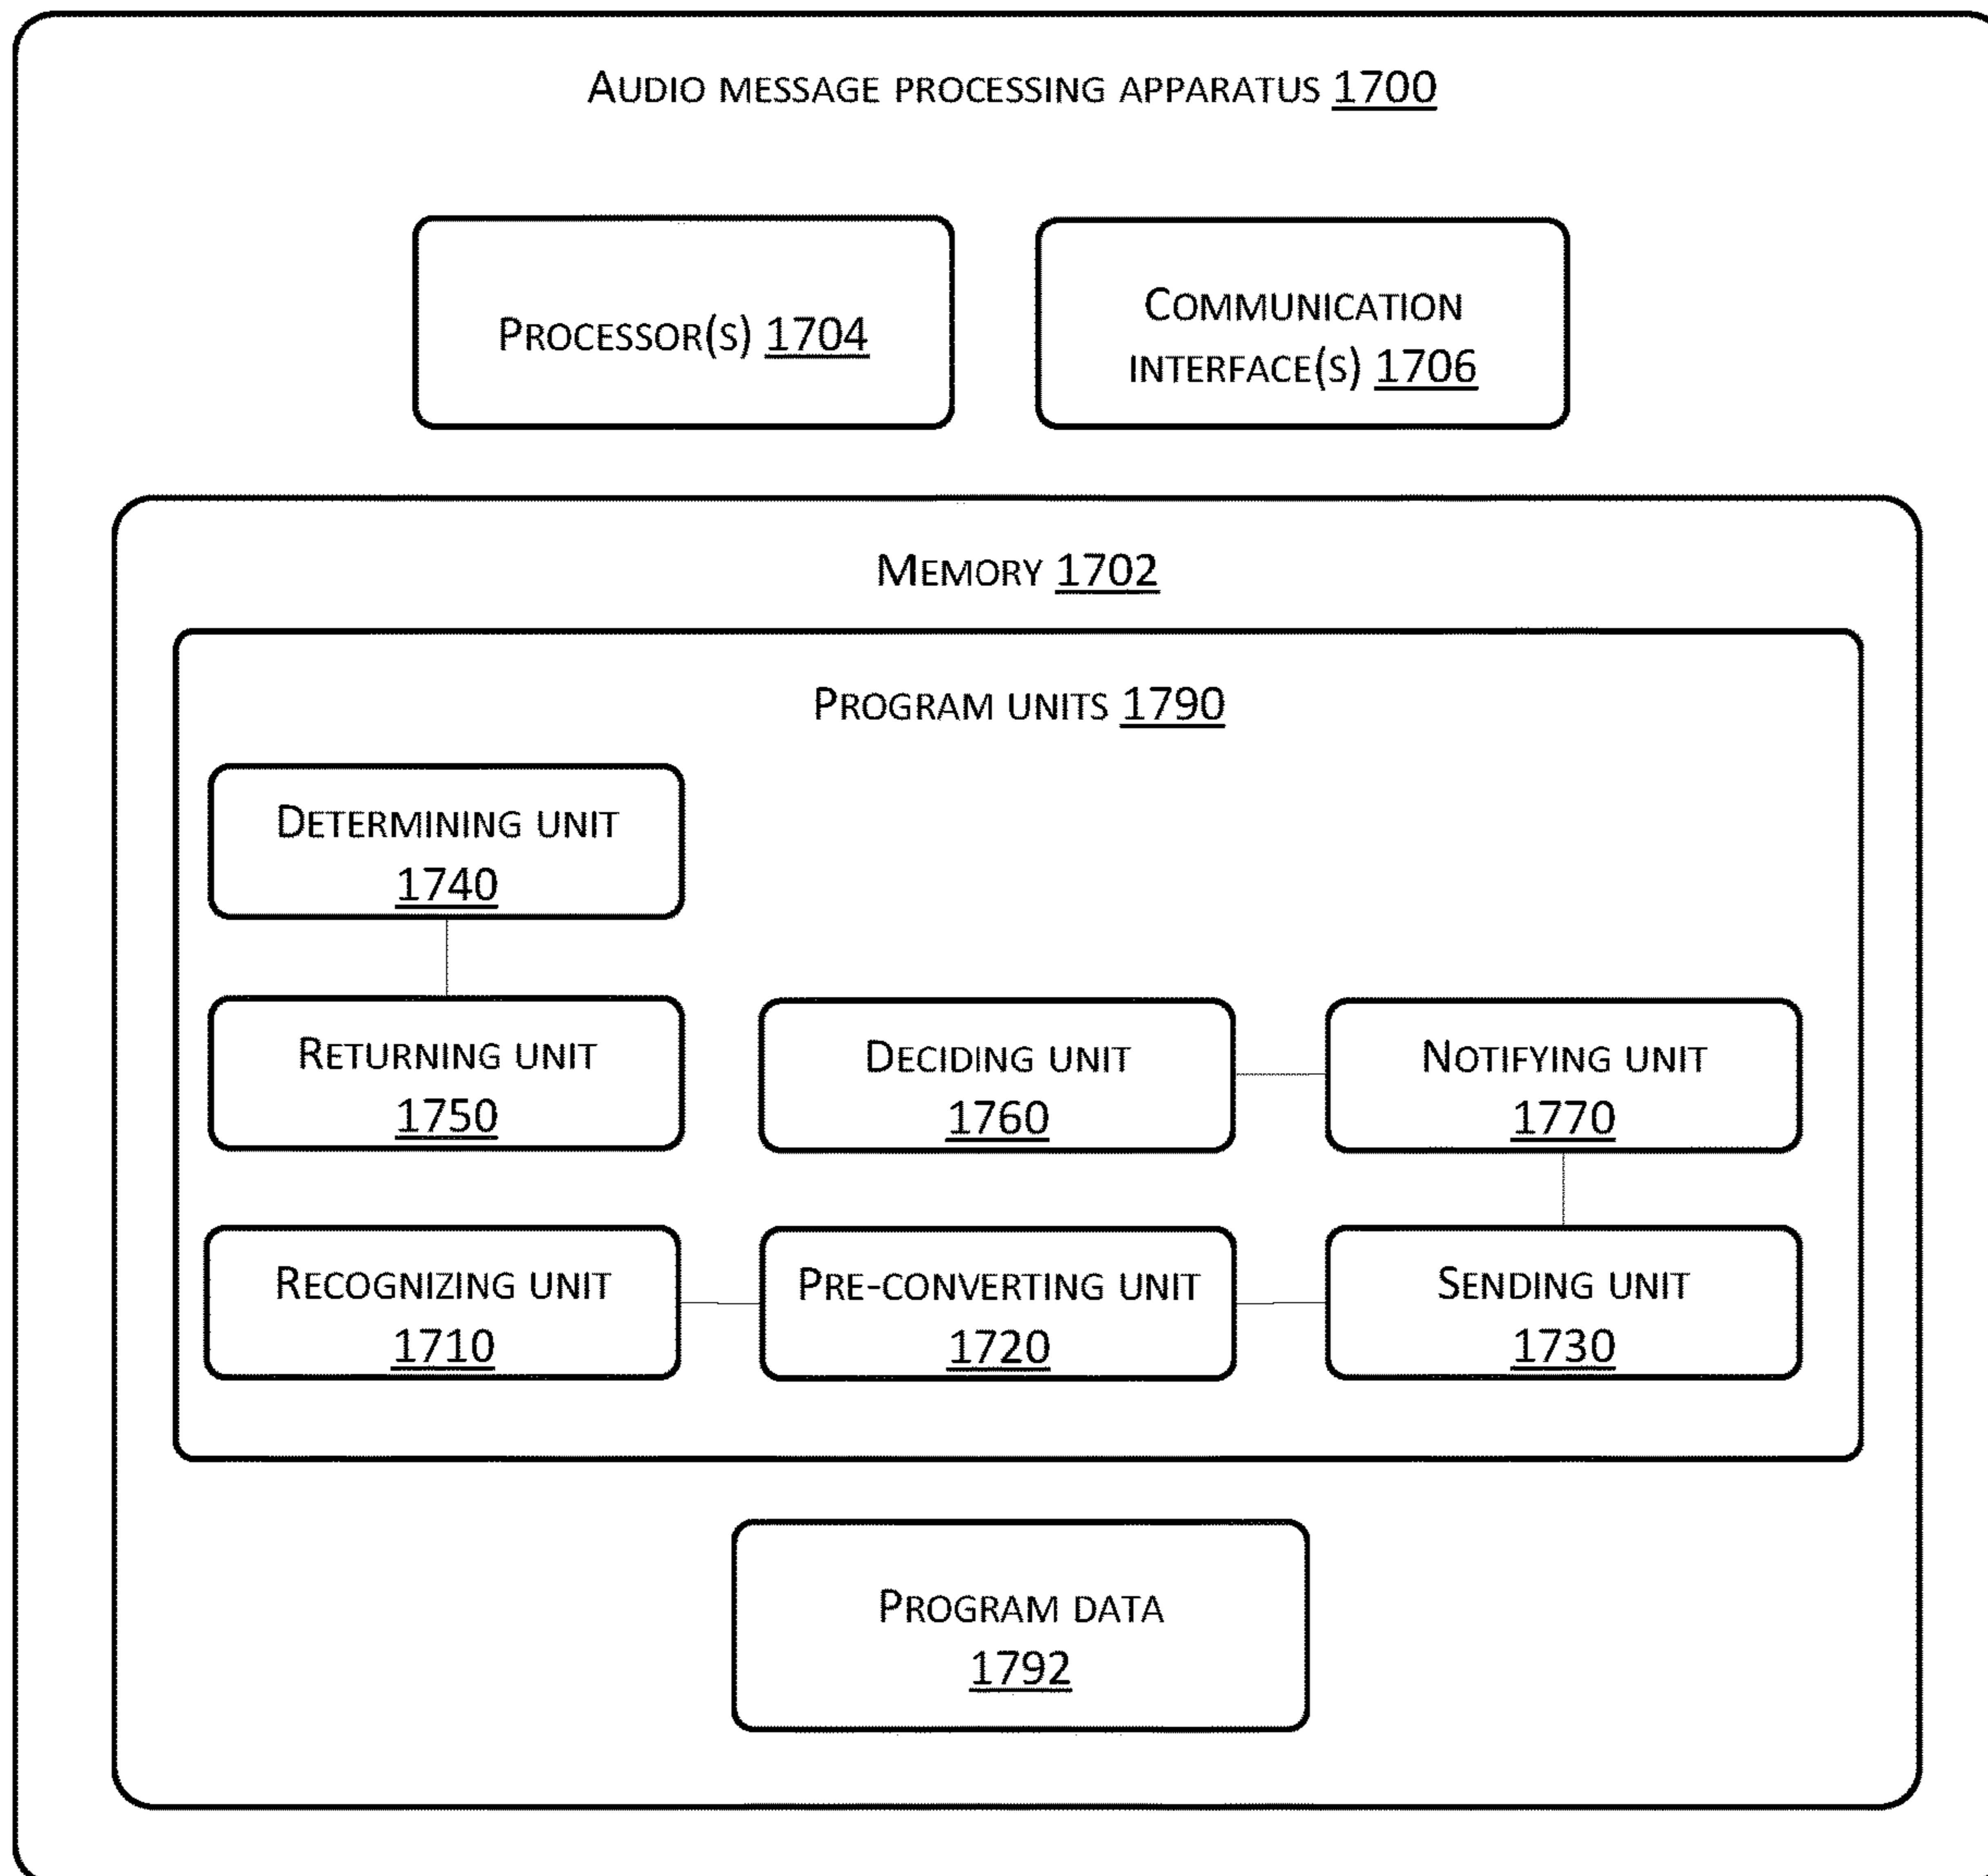 AUDIO MESSAGE PROCESSING APPARATUS 1700
PROCESSOR(S) 1704
COMMUNICATION
INTERFACE(S) 1706
MEMORY 1702
PROGRAM UNITS 1790
DETERMINING UNIT
1740
RETURNING UNIT
1750
DECIDING UNIT
1760
NOTIFYING UNIT
1770
RECOGNIZING UNIT
1710
PRE-CONVERTING UNIT
1720
SENDING UNIT
1730
PROGRAM DATA
1792